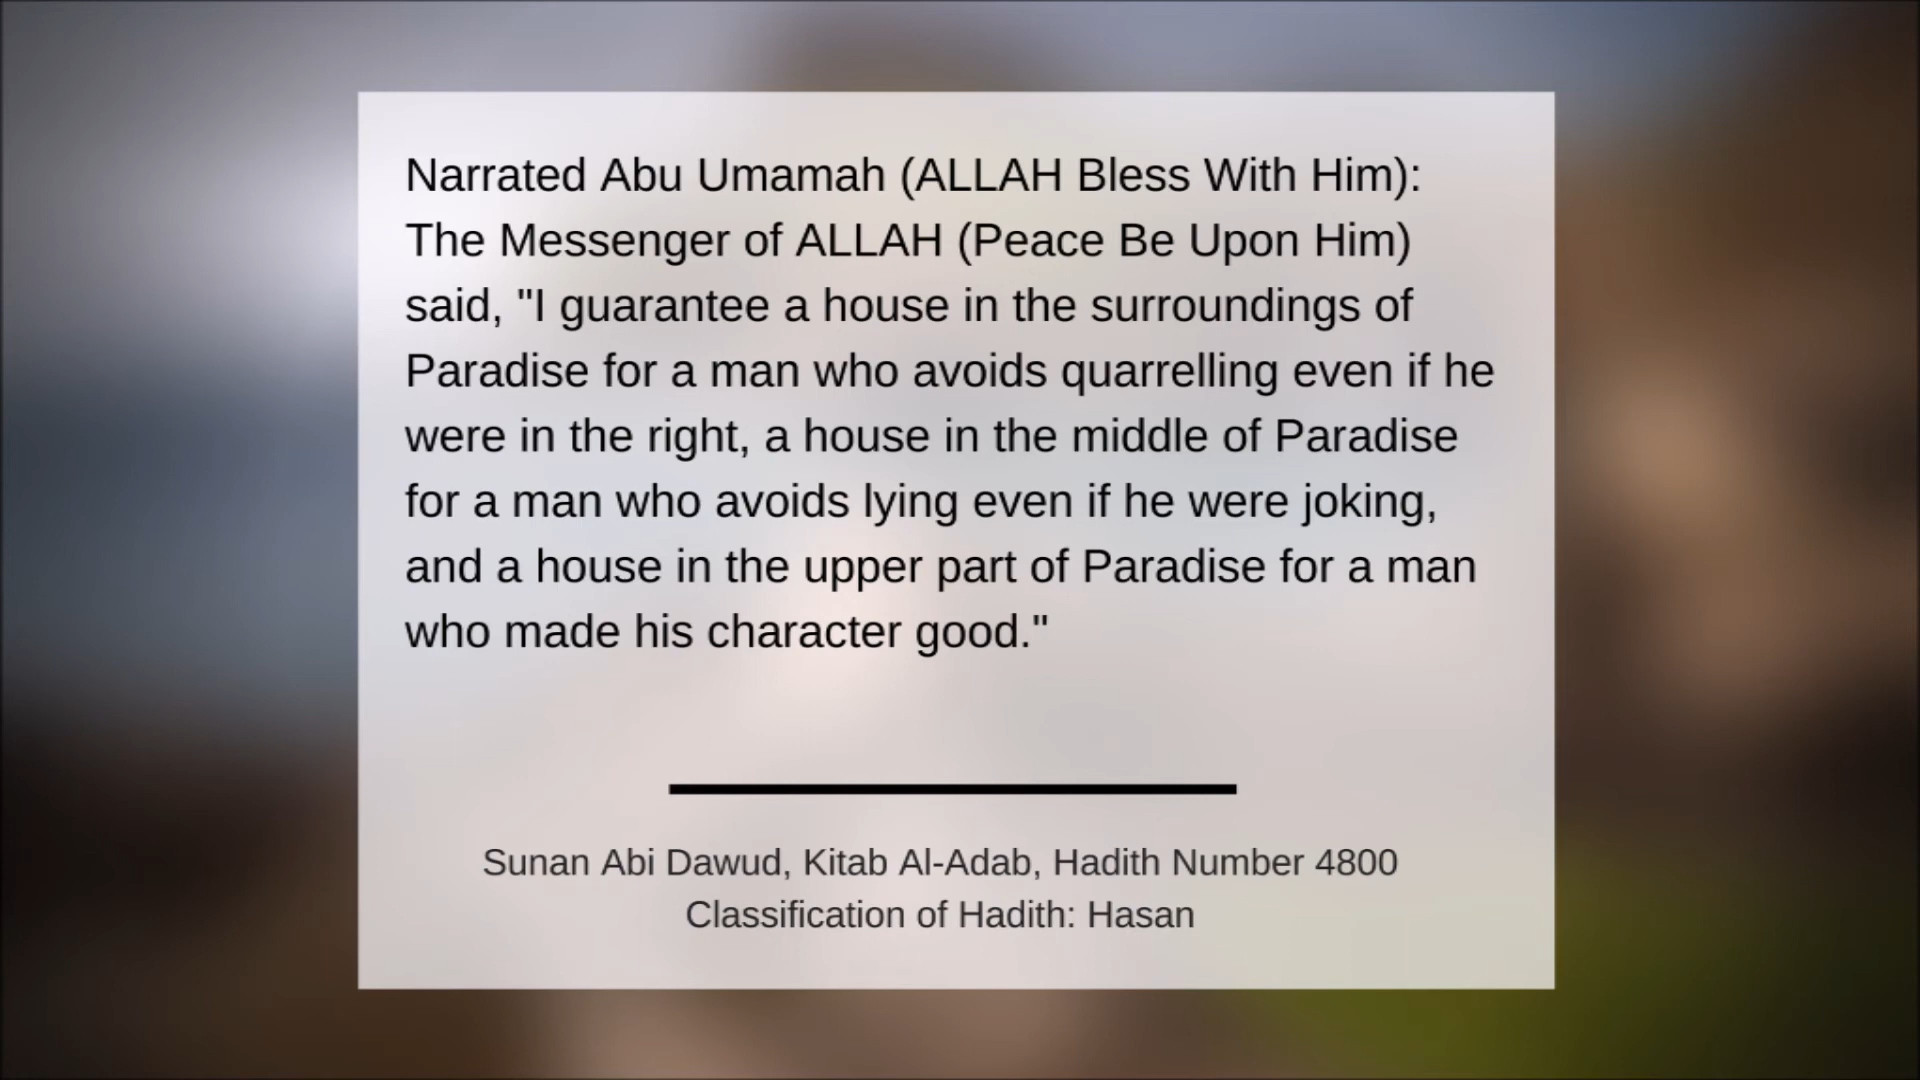 Narrated Abu Umamah (ALLAH Bless With Him):
The Messenger of ALLAH (Peace Be Upon Him)
said, "I guarantee a house in the surroundings of
Paradise for a man who avoids quarrelling even if he
were in the right, a house in the middle of Paradise
for a man who avoids lying even if he were joking,
and a house in the upper part of Paradise for a man
who made his character good."
Sunan Abi Dawud, Kitab Al-Adab, Hadith Number 4800
Classification of Hadith: Hasan